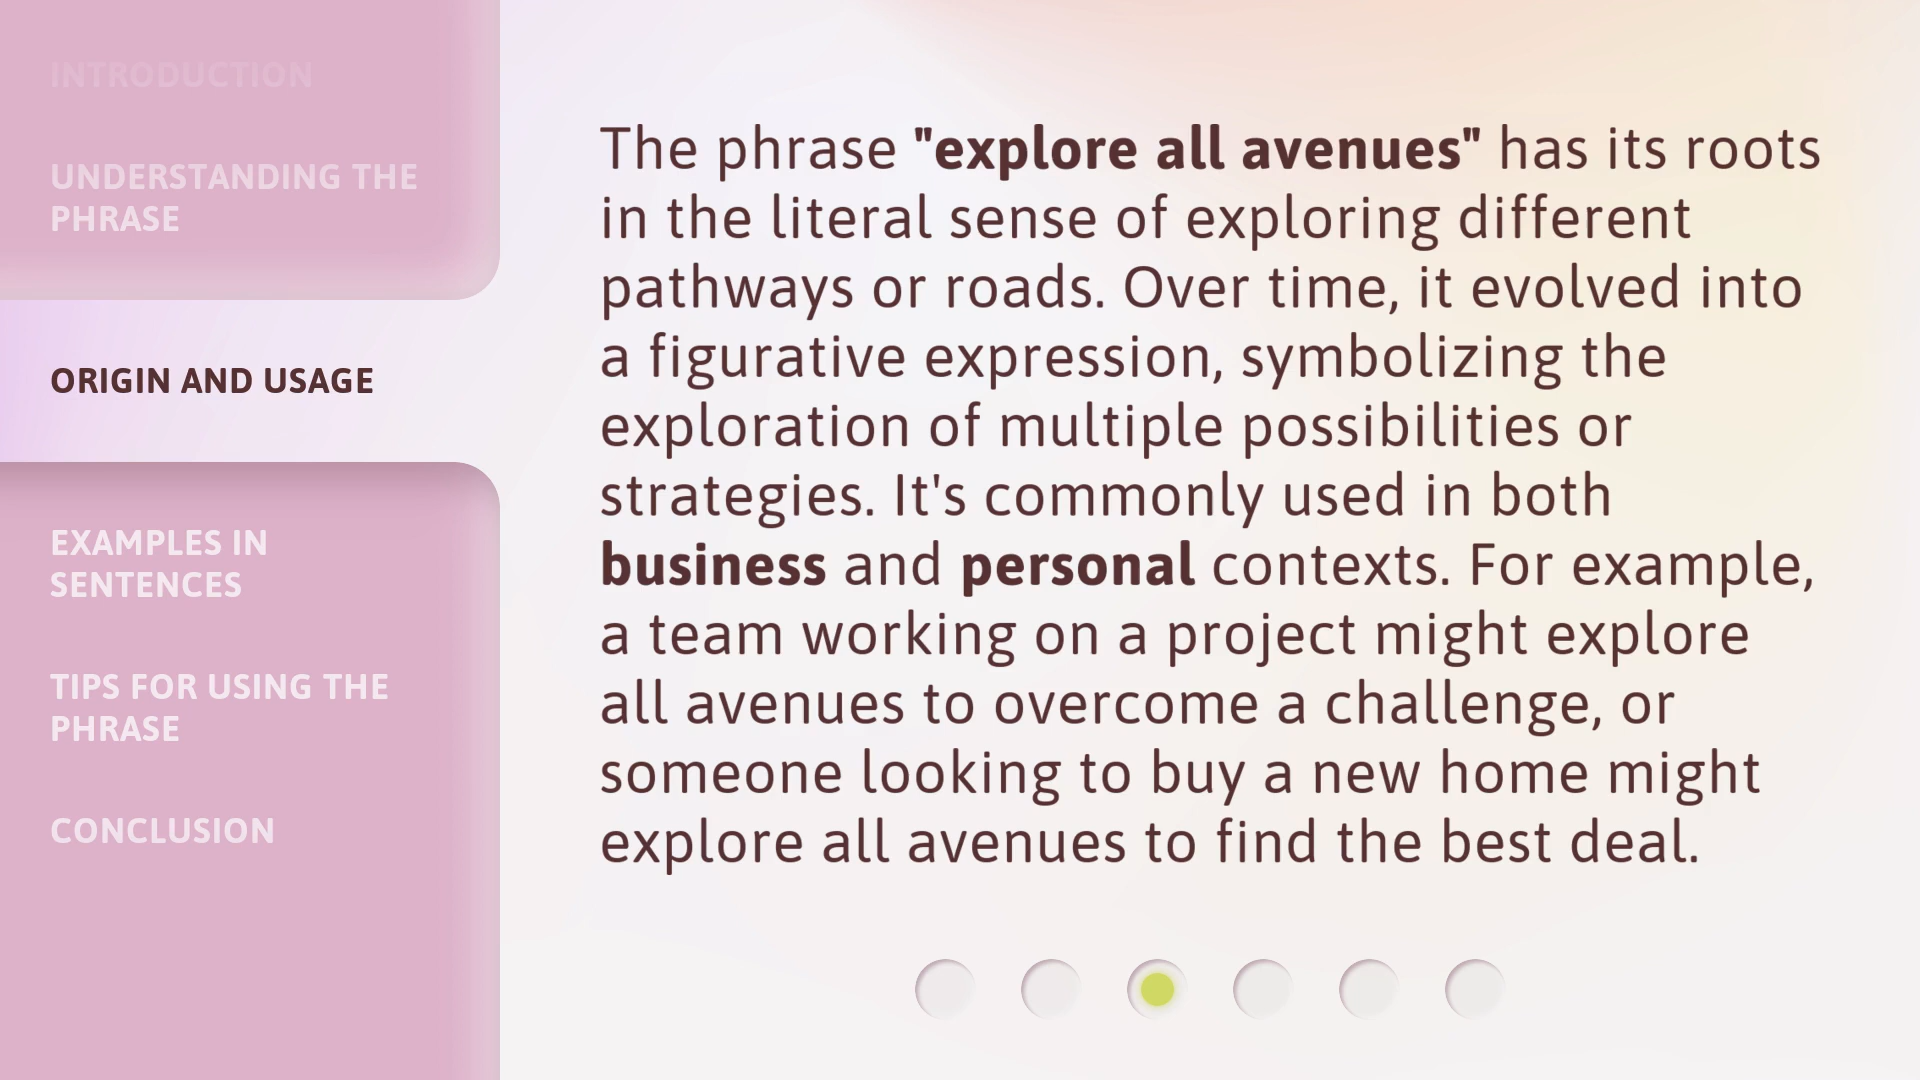 INTRODUCTION
UNDERSTANDING THE
PHRASE
ORIGIN AND USAGE
EXAMPLES IN
SENTENCES
TIPS FOR USING THE
PHRASE
CONCLUSION
The phrase "explore all avenues" has its roots
in the literal sense of exploring different
pathways or roads. Over time, it evolved into
a figurative expression, symbolizing the
exploration of multiple possibilities or
strategies. It's commonly used in both
business and personal contexts. For example,
a team working on a project might explore
all avenues to overcome a challenge, or
someone looking to buy a new home might
explore all avenues to find the best deal.